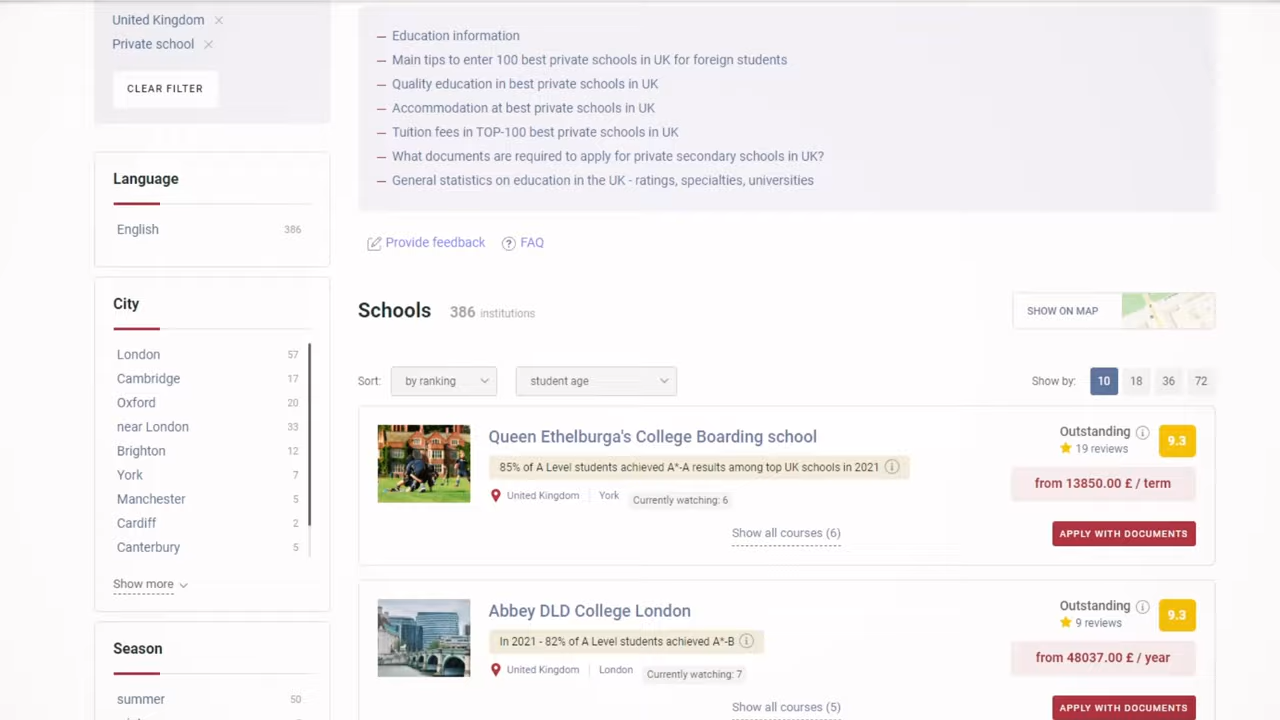 United Kingdom ×
Private school ×
CLEAR FILTER
Language
English 386
City
London 57
Cambridge 17
Oxford 20
near London 33
Brighton 12
York 7
Manchester 5
Cardiff 2
Canterbury 5
Show more
Season
summer 50
— Education information
— Main tips to enter 100 best private schools in UK for foreign students
— Quality education in best private schools in UK
— Accommodation at best private schools in UK
— Tuition fees in TOP-100 best private schools in UK
— What documents are required to apply for private secondary schools in UK?
— General statistics on education in the UK - ratings, specialties, universities
Provide feedback ? FAQ
Schools 386 institutions
SHOW ON MAP
Sort: by ranking student age
Show by: 10 18 36 72
Queen Ethelburga's College Boarding school
85% of A Level students achieved A*-A results among top UK schools in 2021 i
United Kingdom York Currently watching: 6
Show all courses (6)
Outstanding i 9.3
19 reviews
from 13850.00 £ / term
APPLY WITH DOCUMENTS
Abbey DLD College London
In 2021 - 82% of A Level students achieved A*-B i
United Kingdom London Currently watching: 7
Show all courses (5)
Outstanding i 9.3
9 reviews
from 48037.00 £ / year
APPLY WITH DOCUMENTS